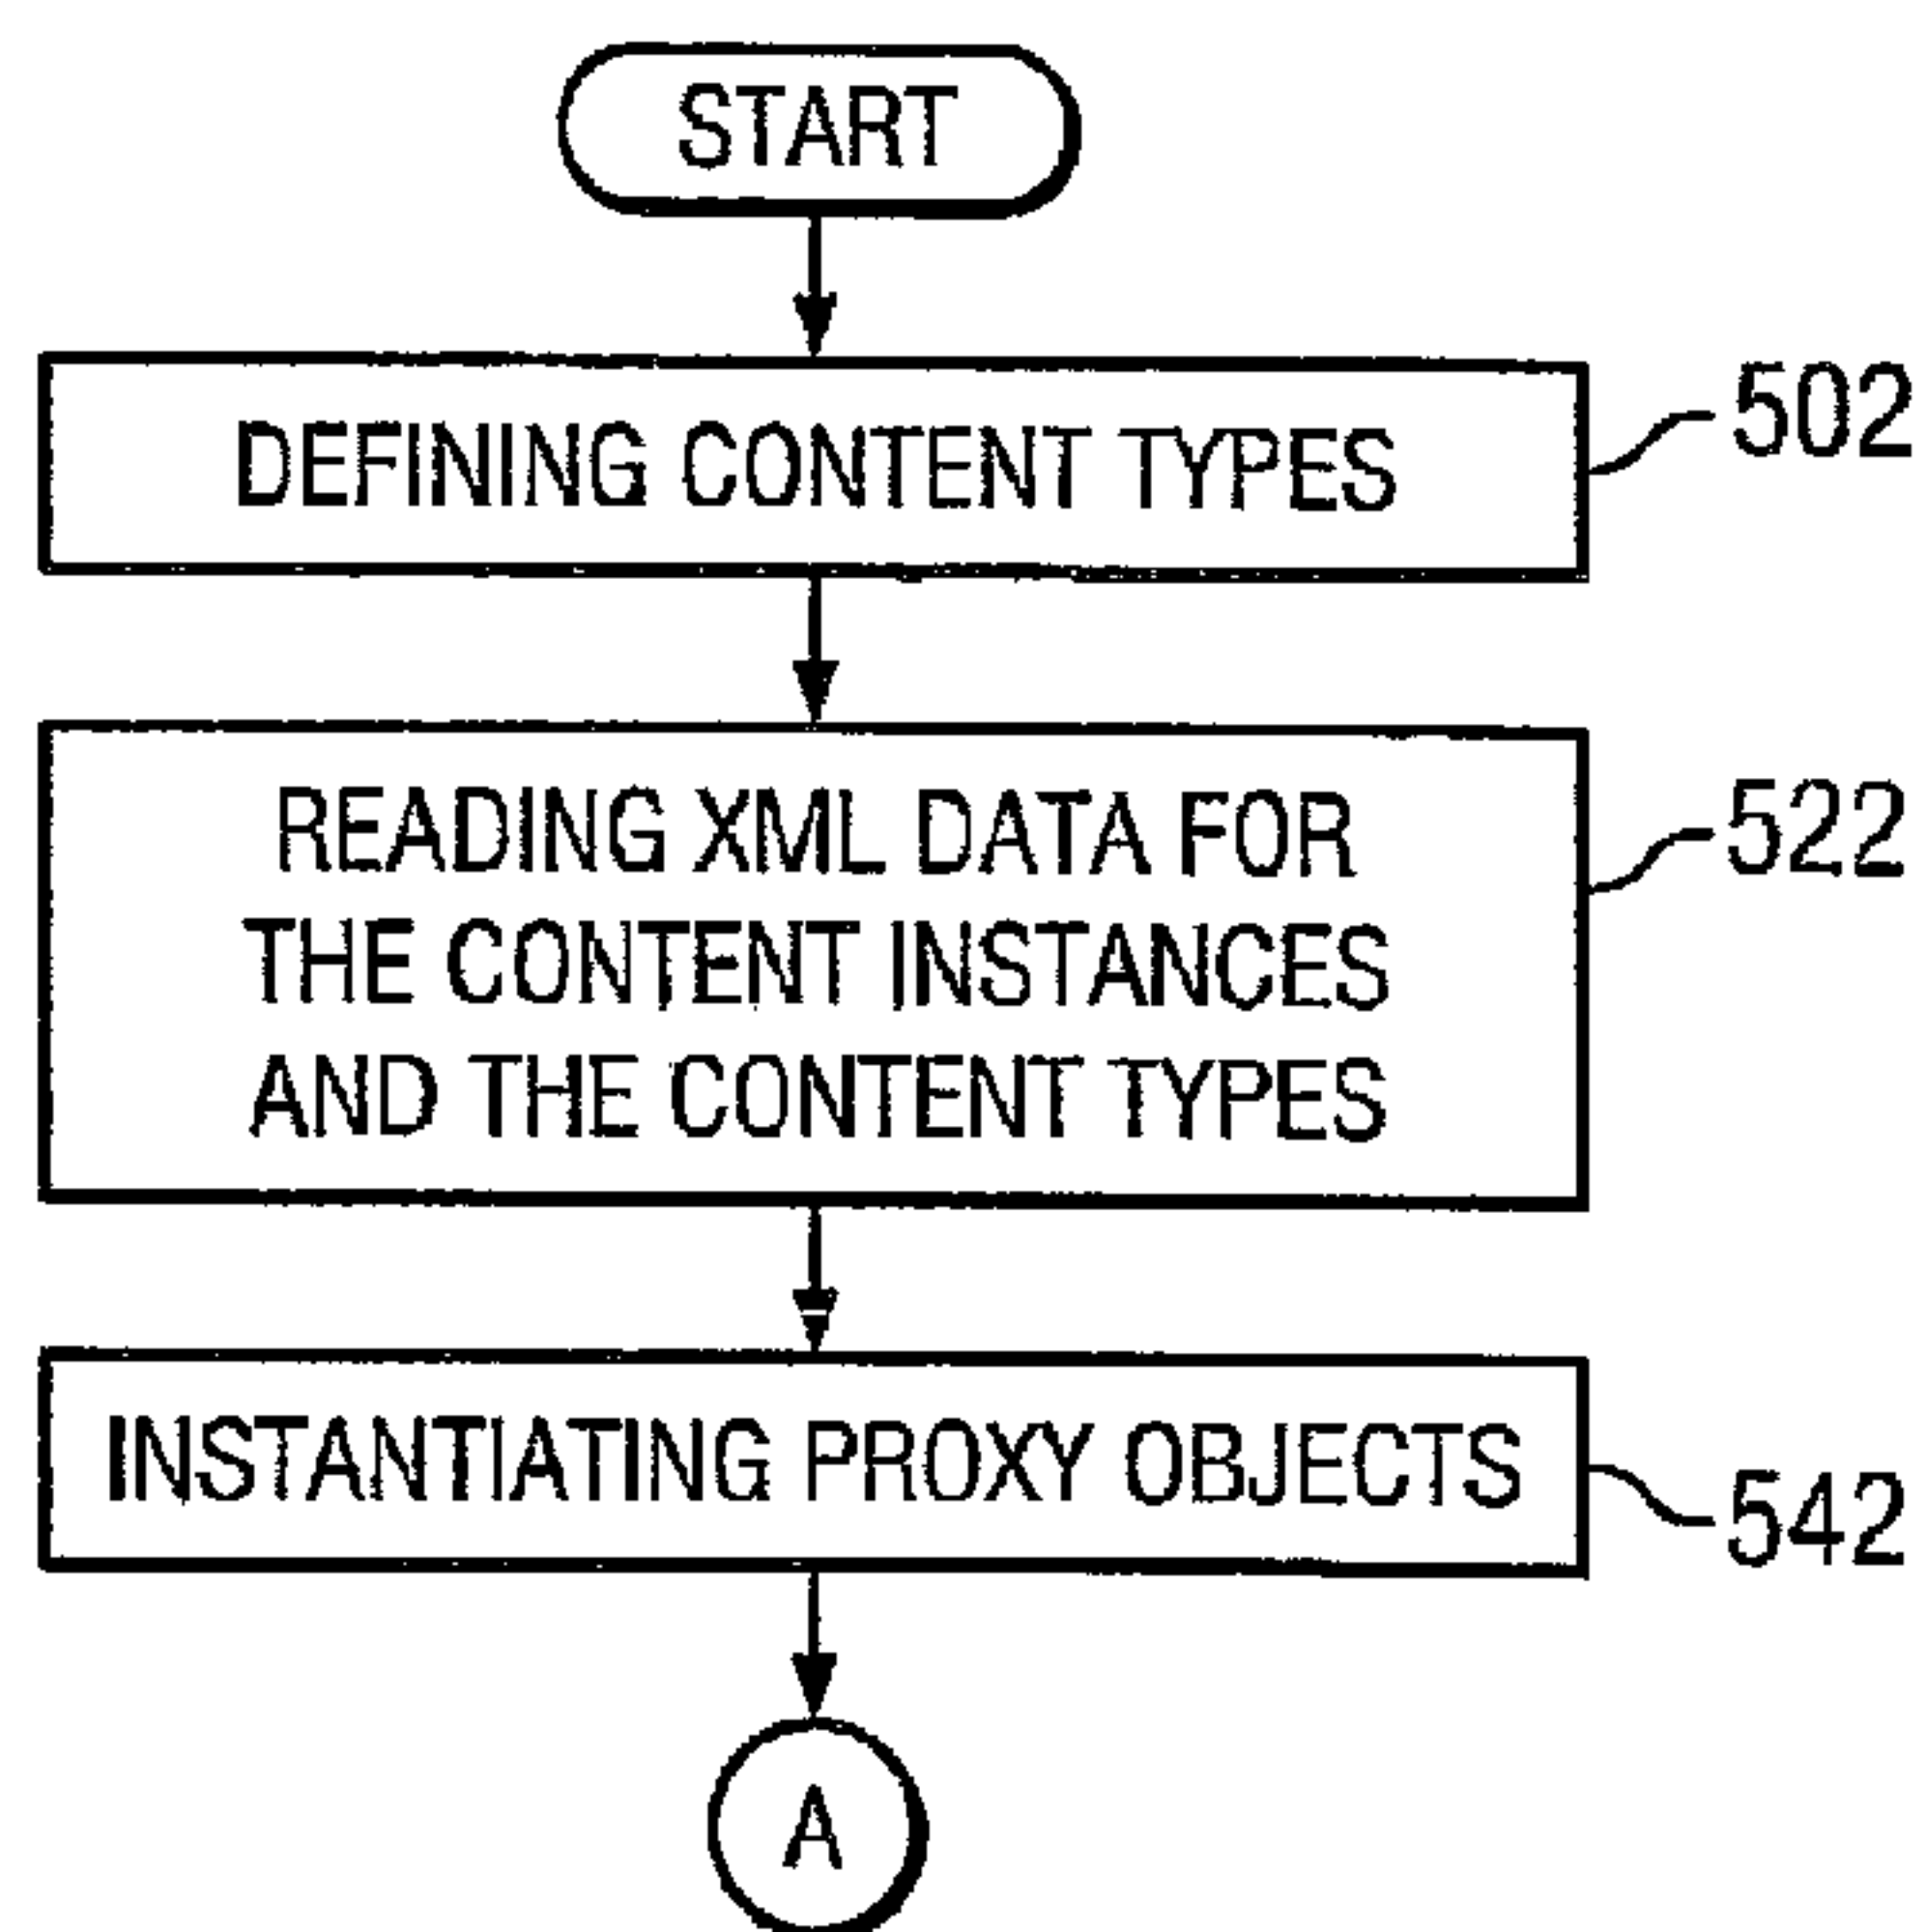 START
DEFINING CONTENT TYPES
502
READING XML DATA FOR
THE CONTENT INSTANCES
AND THE CONTENT TYPES
522
INSTANTIATING PROXY OBJECTS
542
A